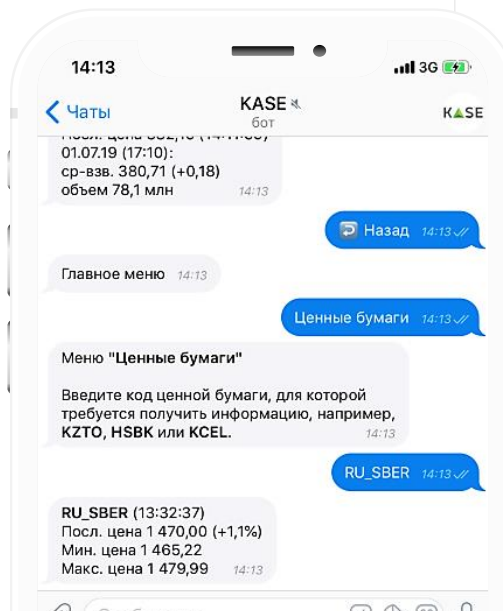 14:13
3G
Чаты
KASE
бот
KASE
01.07.19 (17:10):
ср-взв. 380,71 (+0,18)
объем 78,1 млн 14:13
Назад 14:13
Главное меню 14:13
Ценные бумаги 14:13
Меню "Ценные бумаги"
Введите код ценной бумаги, для которой
требуется получить информацию, например,
KZTO, HSBK или KCEL. 14:13
RU_SBER 14:13
RU_SBER (13:32:37)
Посл. цена 1 470,00 (+1,1%)
Мин. цена 1 465,22
Макс. цена 1 479,99 14:13